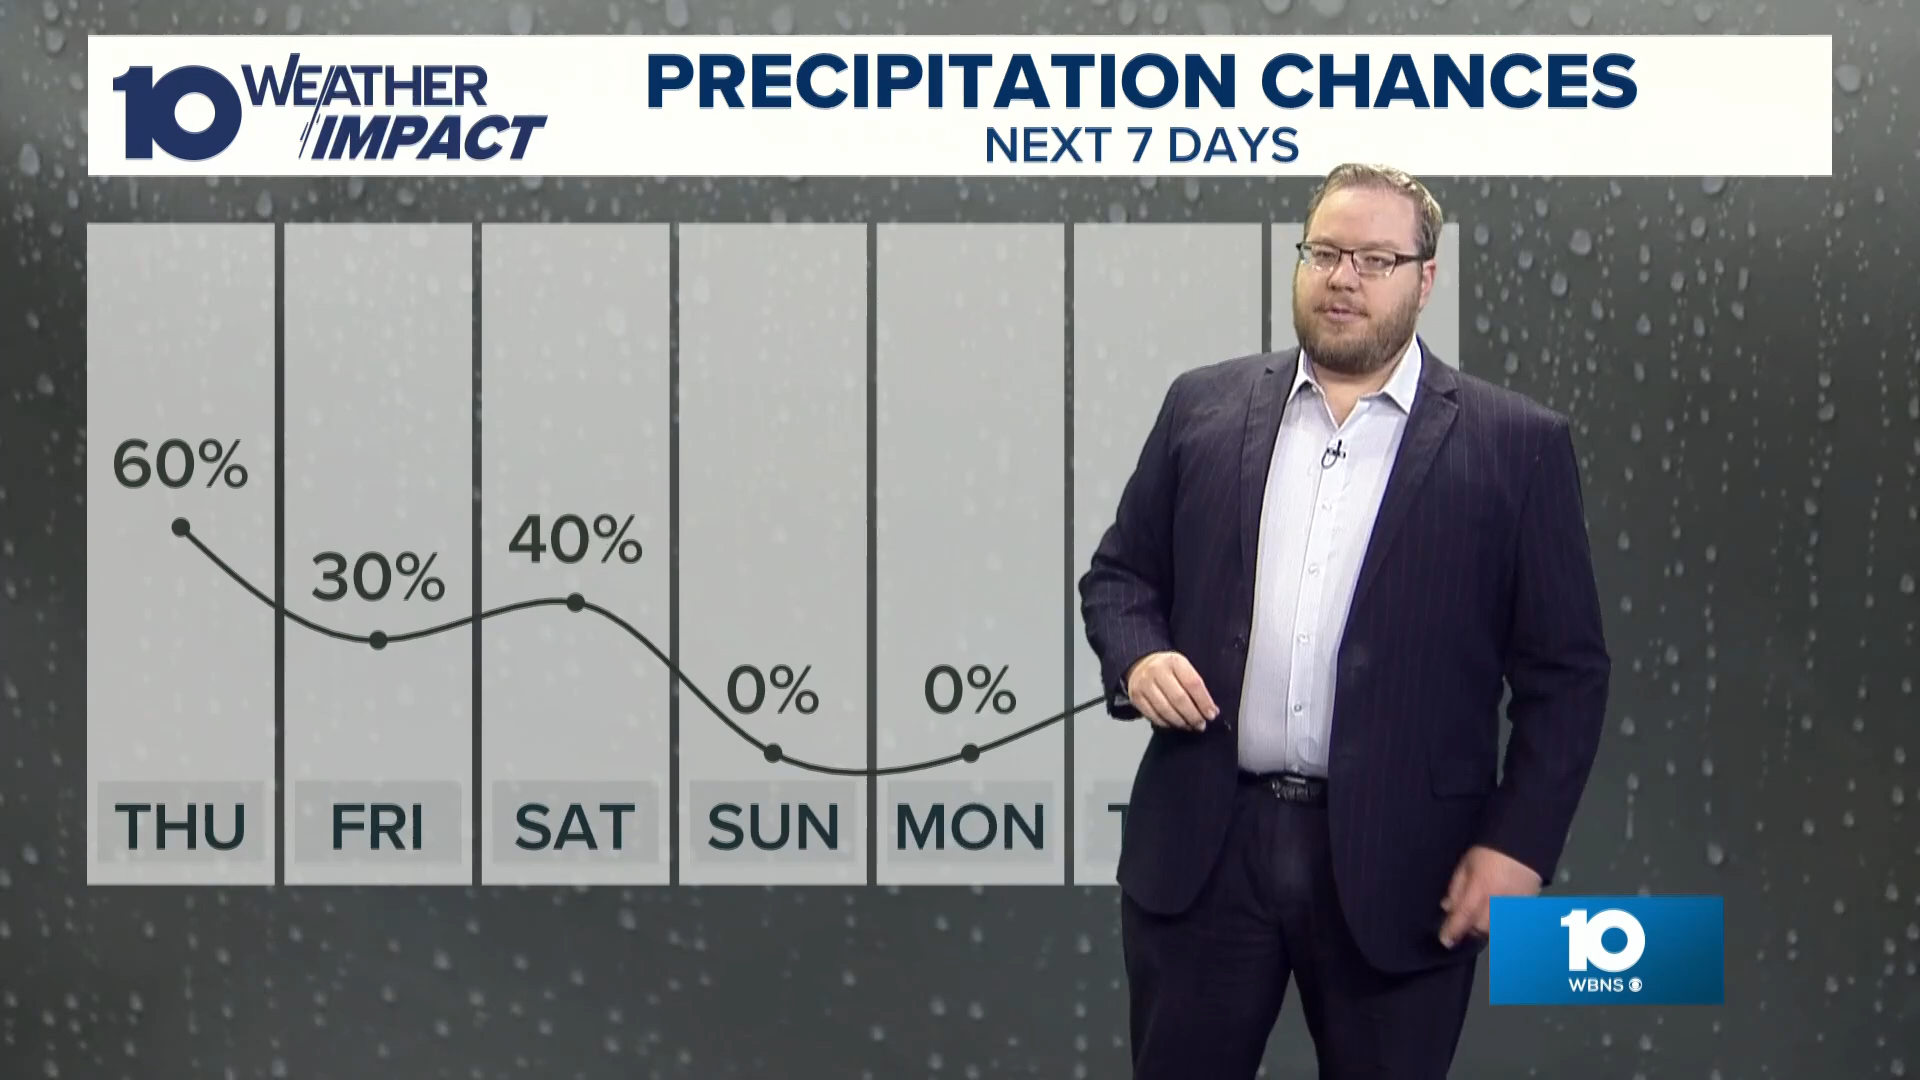 10 WEATHER
IMPACT
PRECIPITATION CHANCES
NEXT 7 DAYS
60%
30%
40%
0%
0%
THU
FRI
SAT
SUN
MON
T
10
WBNS